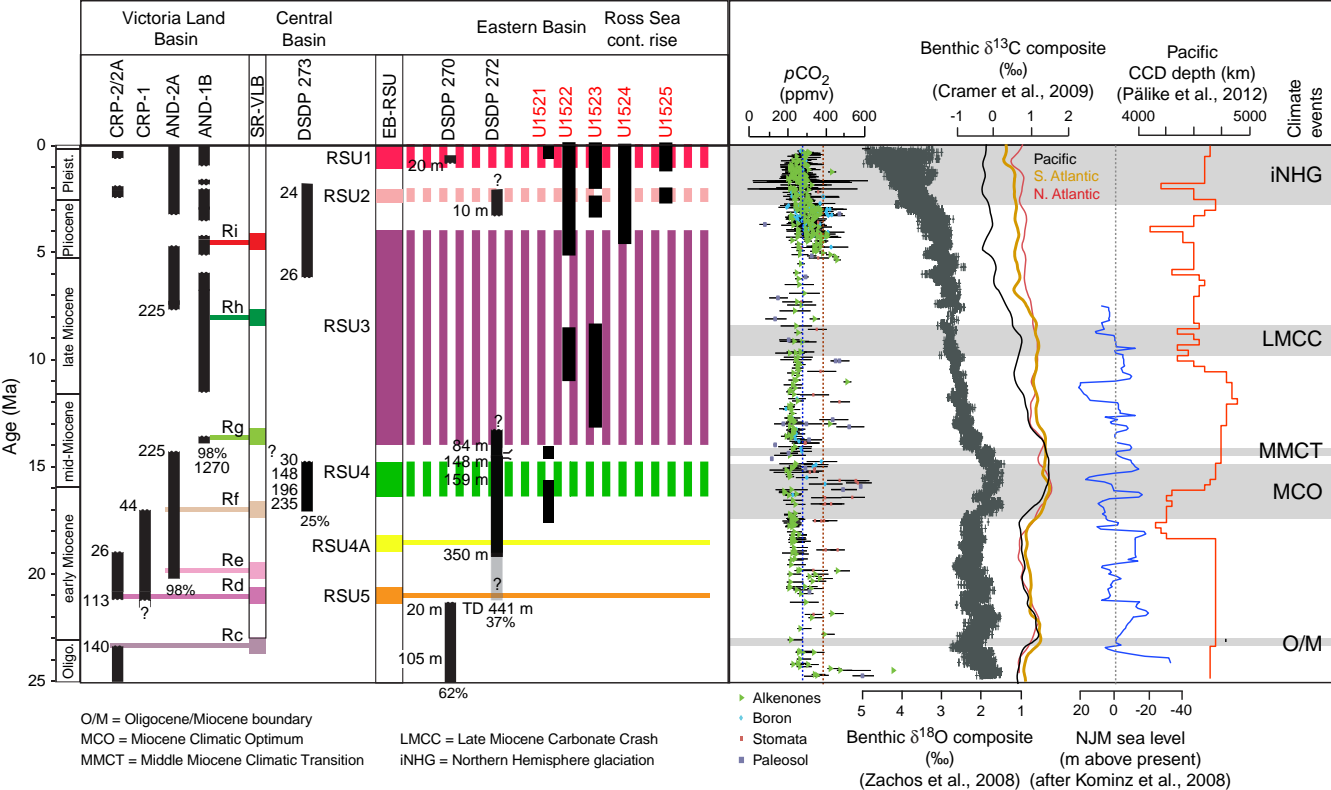 Victoria Land
Basin
Central
Basin
Eastern Basin
Ross Sea
cont. rise
CRP-2/2A
CRP-1
AND-2A
AND-1B
SR-VLB
DSDP 273
EB-RSU
DSDP 270
DSDP 272
U1521
U1522
U1523
U1524
U1525
pCO2
(ppmv)
0 200 400 600
Benthic δ13C composite
(‰)
(Cramer et al., 2009)
-1 0 1 2
Pacific
CCD depth (km)
(Pälike et al., 2012)
4000 5000
Climate
events
Age (Ma)
0
5
10
15
20
25
Pleist.
Pliocene
late Miocene
mid-Miocene
early Miocene
Oligo.
Ri
Rh
Rg
Rf
Re
Rd
Rc
225
225
98%
1270
44
26
113
?
98%
140
24
26
?
30
148
196
235
25%
RSU1
RSU2
RSU3
RSU4
RSU4A
RSU5
20 m
?
10 m
?
84 m
148 m
159 m
350 m
?
20 m
TD 441 m
37%
105 m
62%
Pacific
S. Atlantic
N. Atlantic
iNHG
LMCC
MMCT
MCO
O/M
Alkenones
Boron
Stomata
Paleosol
5 4 3 2 1
Benthic δ18O composite
(‰)
(Zachos et al., 2008)
20 0 -20 -40
NJM sea level
(m above present)
(after Kominz et al., 2008)
O/M = Oligocene/Miocene boundary
MCO = Miocene Climatic Optimum
MMCT = Middle Miocene Climatic Transition
LMCC = Late Miocene Carbonate Crash
iNHG = Northern Hemisphere glaciation